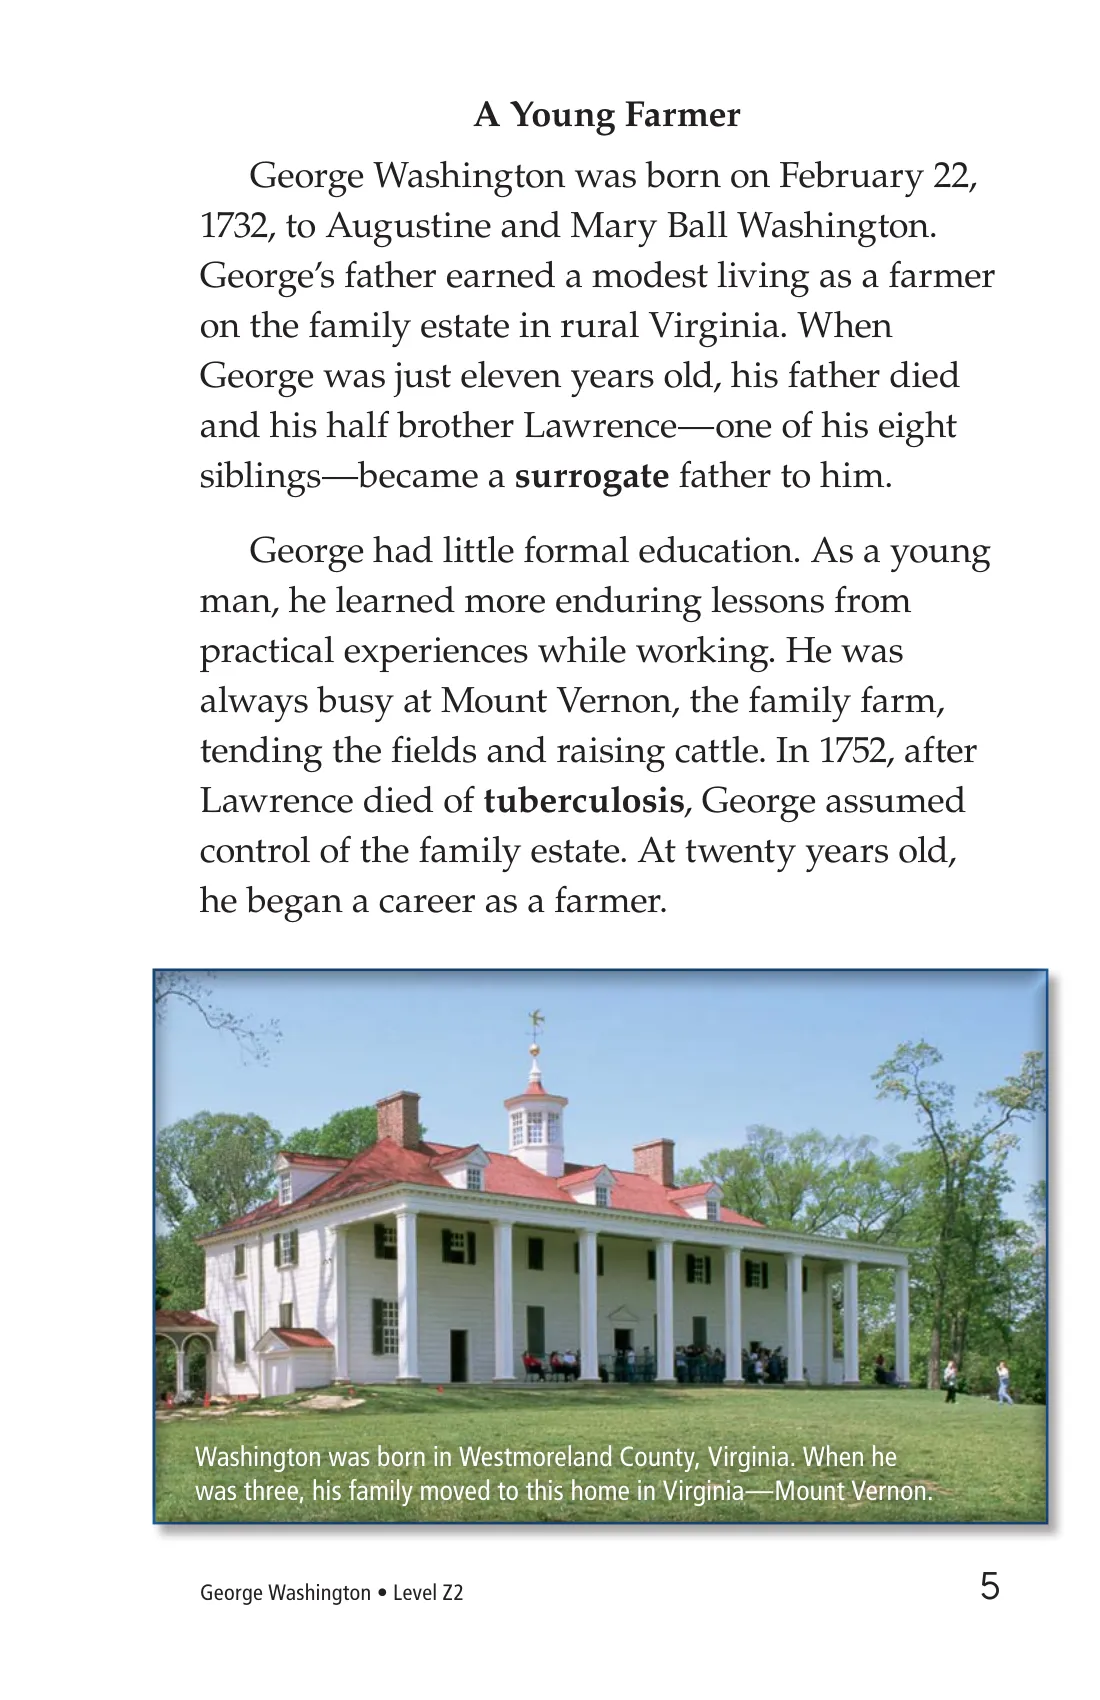 A Young Farmer
George Washington was born on February 22,
1732, to Augustine and Mary Ball Washington.
George’s father earned a modest living as a farmer
on the family estate in rural Virginia. When
George was just eleven years old, his father died
and his half brother Lawrence—one of his eight
siblings—became a surrogate father to him.
George had little formal education. As a young
man, he learned more enduring lessons from
practical experiences while working. He was
always busy at Mount Vernon, the family farm,
tending the fields and raising cattle. In 1752, after
Lawrence died of tuberculosis, George assumed
control of the family estate. At twenty years old,
he began a career as a farmer.
Washington was born in Westmoreland County, Virginia. When he
was three, his family moved to this home in Virginia—Mount Vernon.
George Washington • Level Z2
5